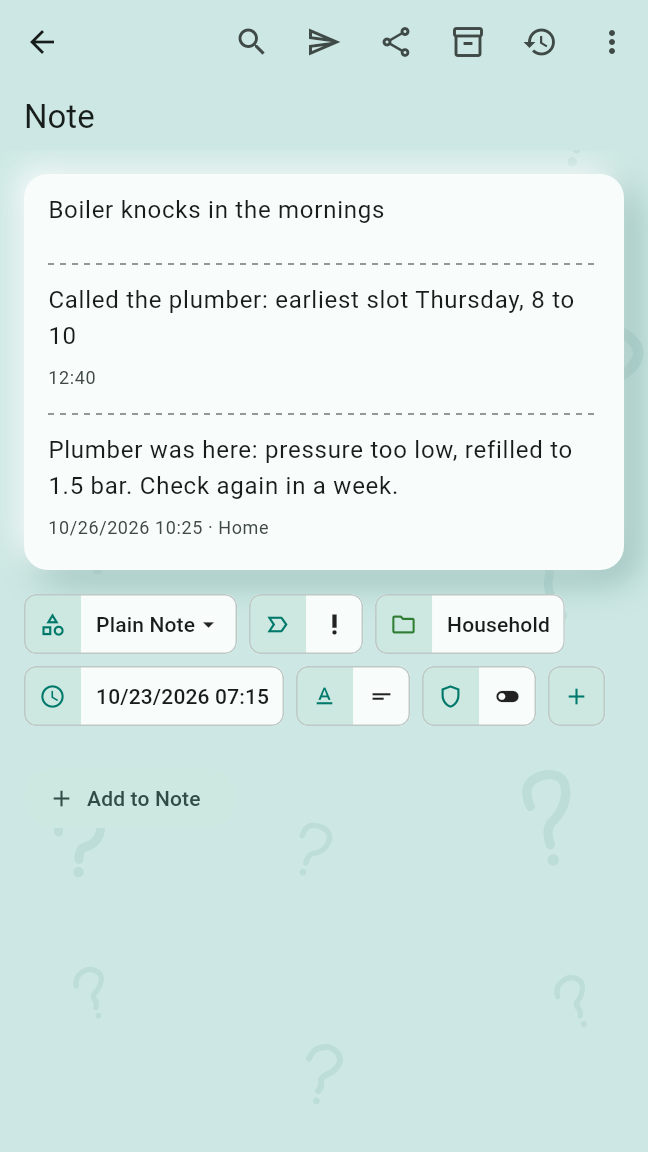 Note
Boiler knocks in the mornings
Called the plumber: earliest slot Thursday, 8 to
10
12:40
Plumber was here: pressure too low, refilled to
1.5 bar. Check again in a week.
10/26/2026 10:25 · Home
Plain Note
Household
10/23/2026 07:15
Add to Note